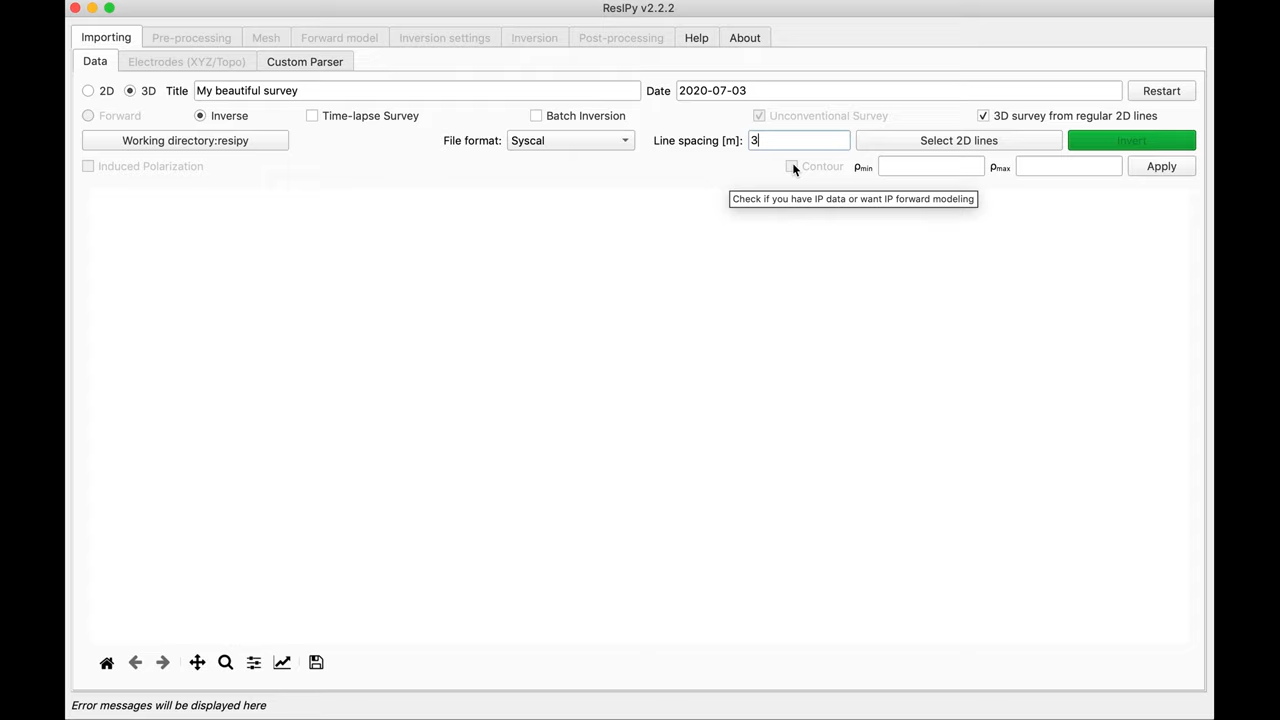 ResIPy v2.2.2
Importing Pre-processing Mesh Forward model Inversion settings Inversion Post-processing Help About
Data Electrodes (XYZ/Topo) Custom Parser
2D 3D Title My beautiful survey Date 2020-07-03 Restart
Forward Inverse Time-lapse Survey Batch Inversion Unconventional Survey 3D survey from regular 2D lines
Working directory:resipy File format: Syscal Line spacing [m]: 3 Select 2D lines Invert
Induced Polarization Contour ρmin ρmax Apply
Check if you have IP data or want IP forward modeling
Error messages will be displayed here